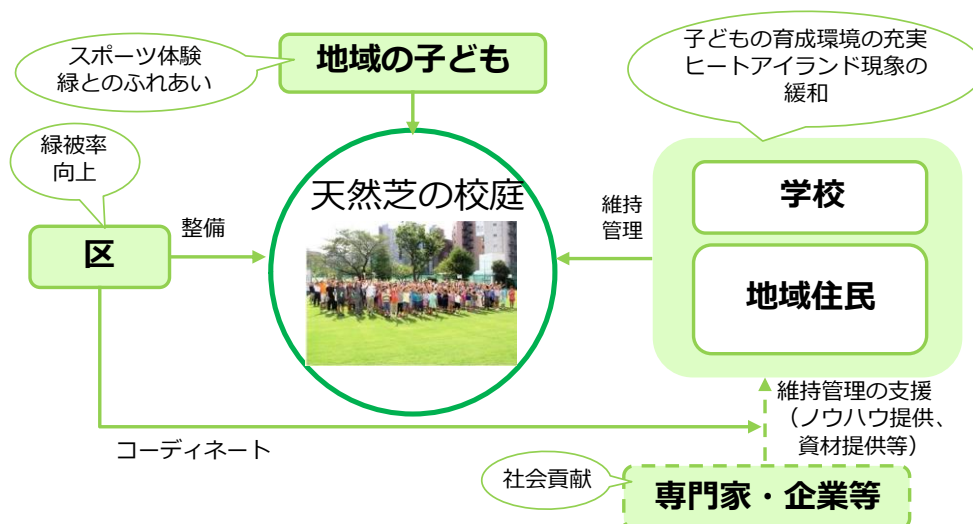 スポーツ体験
緑とのふれあい
地域の子ども
子どもの育成環境の充実
ヒートアイランド現象の
緩和
緑被率
向上
区
整備
天然芝の校庭
維持
管理
学校
地域住民
コーディネート
維持管理の支援
（ノウハウ提供、
資材提供等）
社会貢献
専門家・企業等